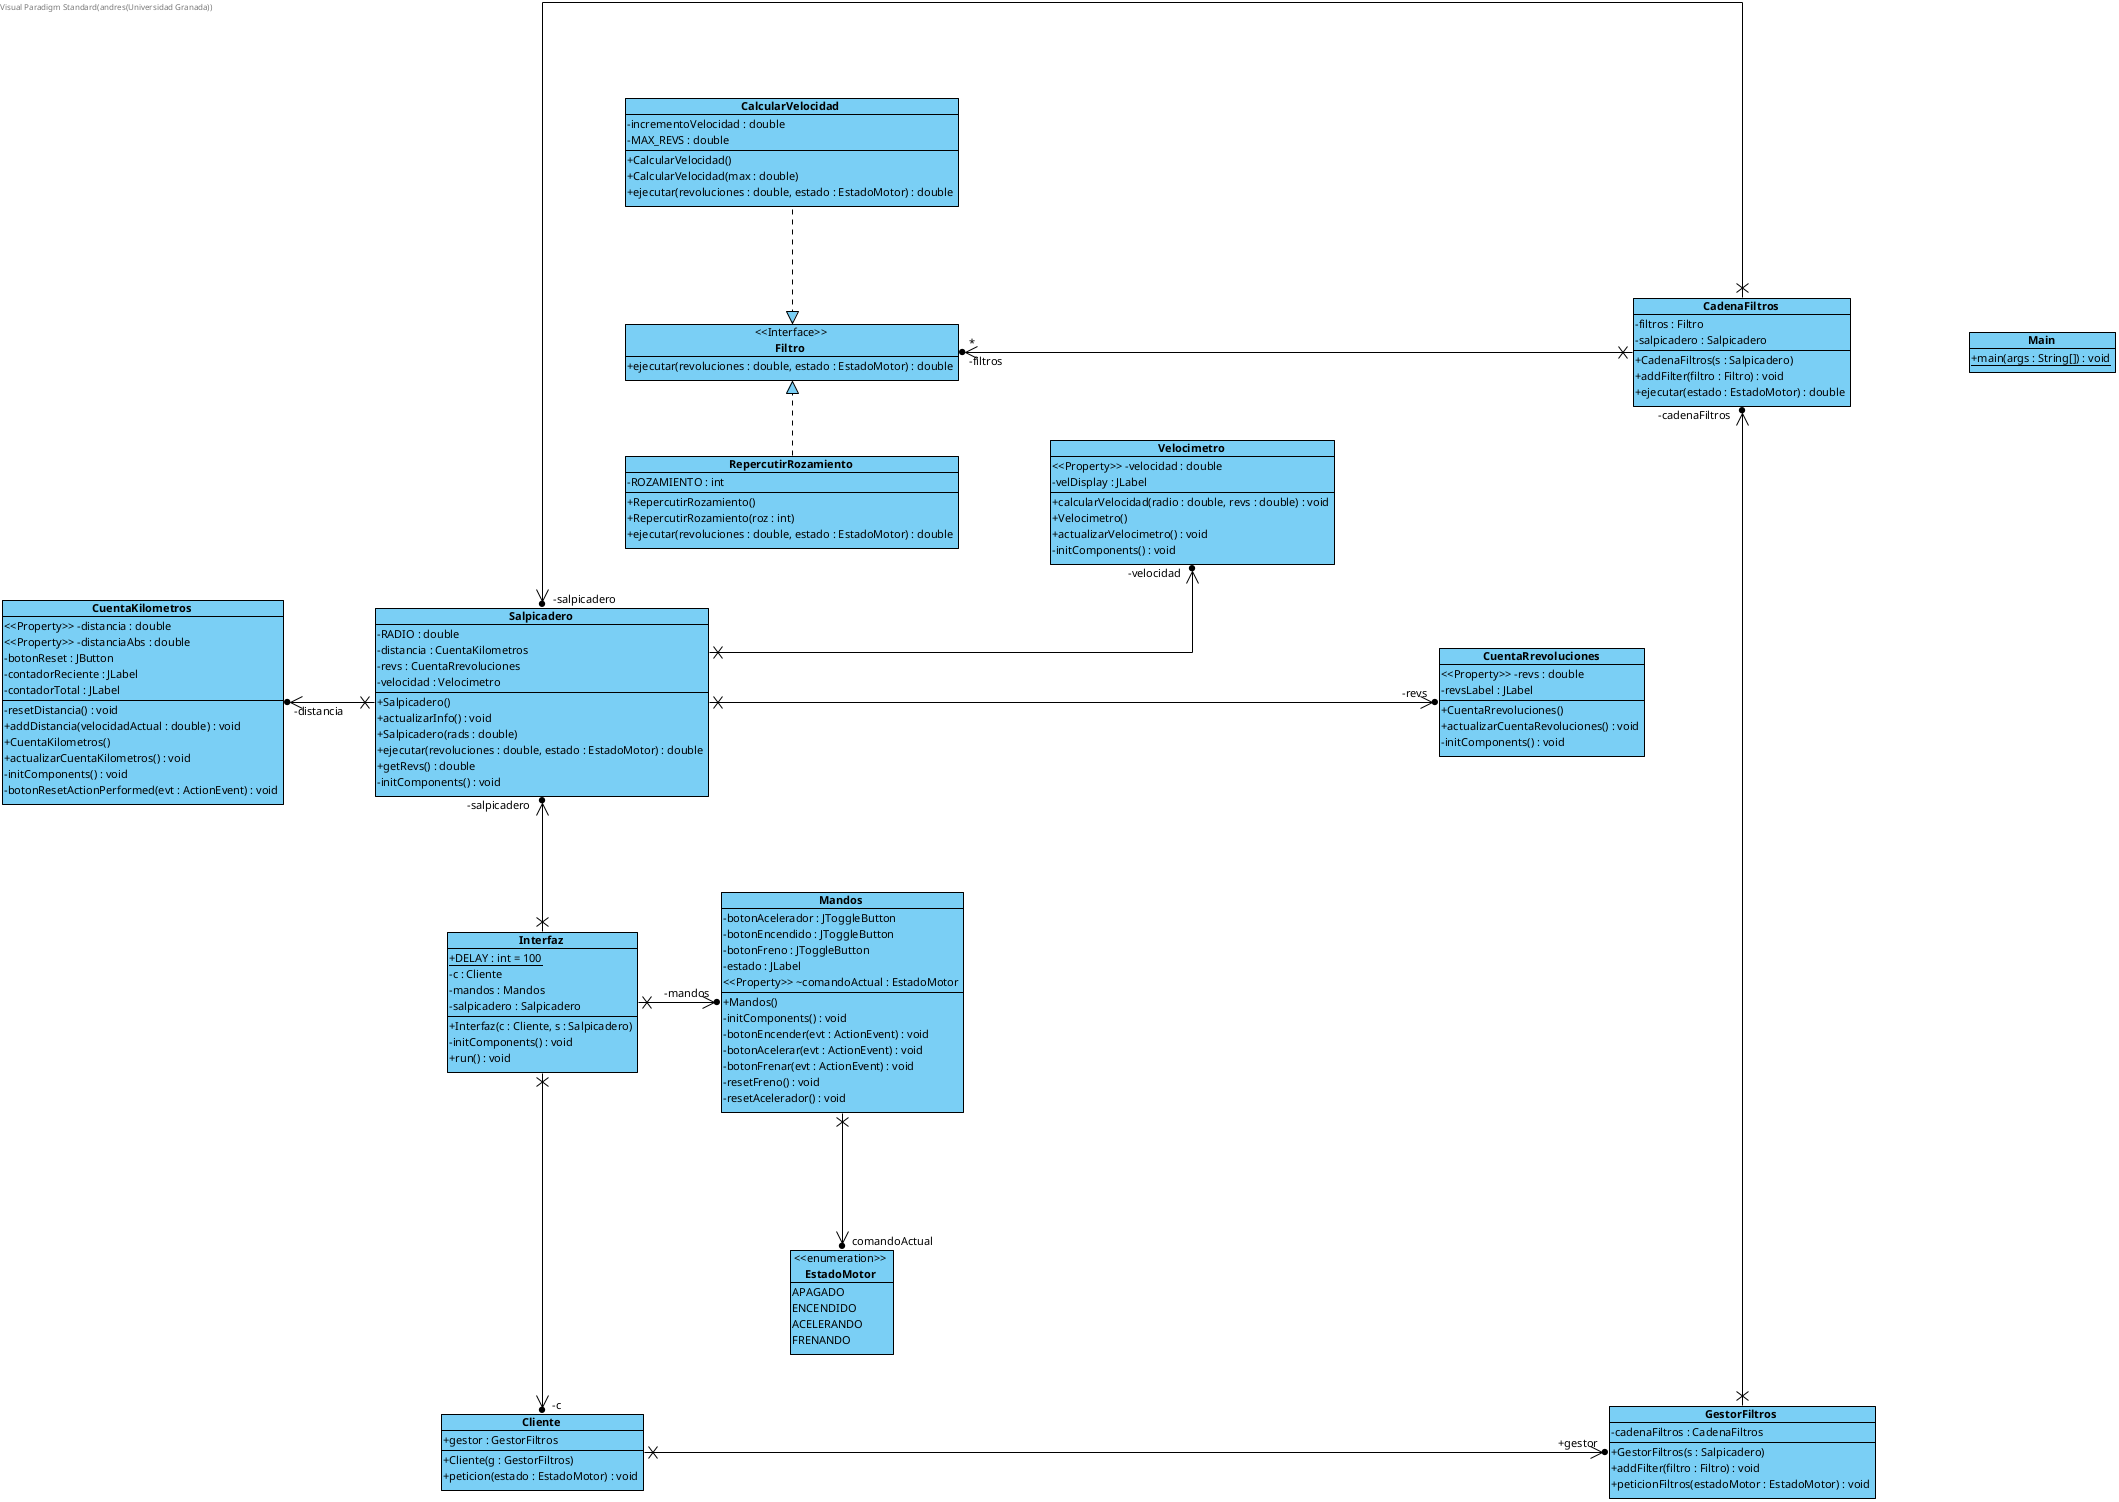 Visual Paradigm Standard(andres(Universidad Granada))
CalcularVelocidad
-incrementoVelocidad : double
-MAX_REVS : double
+CalcularVelocidad()
+CalcularVelocidad(max : double)
+ejecutar(revoluciones : double, estado : EstadoMotor) : double
<<Interface>>
Filtro
+ejecutar(revoluciones : double, estado : EstadoMotor) : double
*
-filtros
CadenaFiltros
-filtros : Filtro
-salpicadero : Salpicadero
+CadenaFiltros(s : Salpicadero)
+addFilter(filtro : Filtro) : void
+ejecutar(estado : EstadoMotor) : double
-cadenaFiltros
Main
+main(args : String[]) : void
RepercutirRozamiento
-ROZAMIENTO : int
+RepercutirRozamiento()
+RepercutirRozamiento(roz : int)
+ejecutar(revoluciones : double, estado : EstadoMotor) : double
Velocimetro
<<Property>> -velocidad : double
-velDisplay : JLabel
+calcularVelocidad(radio : double, revs : double) : void
+Velocimetro()
+actualizarVelocimetro() : void
-initComponents() : void
-velocidad
CuentaKilometros
<<Property>> -distancia : double
<<Property>> -distanciaAbs : double
-botonReset : JButton
-contadorReciente : JLabel
-contadorTotal : JLabel
-resetDistancia() : void
+addDistancia(velocidadActual : double) : void
+CuentaKilometros()
+actualizarCuentaKilometros() : void
-initComponents() : void
-botonResetActionPerformed(evt : ActionEvent) : void
-distancia
-salpicadero
Salpicadero
-RADIO : double
-distancia : CuentaKilometros
-revs : CuentaRrevoluciones
-velocidad : Velocimetro
+Salpicadero()
+actualizarInfo() : void
+Salpicadero(rads : double)
+ejecutar(revoluciones : double, estado : EstadoMotor) : double
+getRevs() : double
-initComponents() : void
-salpicadero
-revs
CuentaRrevoluciones
<<Property>> -revs : double
-revsLabel : JLabel
+CuentaRrevoluciones()
+actualizarCuentaRevoluciones() : void
-initComponents() : void
Interfaz
+DELAY : int = 100
-c : Cliente
-mandos : Mandos
-salpicadero : Salpicadero
+Interfaz(c : Cliente, s : Salpicadero)
-initComponents() : void
+run() : void
-mandos
Mandos
-botonAcelerador : JToggleButton
-botonEncendido : JToggleButton
-botonFreno : JToggleButton
-estado : JLabel
<<Property>> ~comandoActual : EstadoMotor
+Mandos()
-initComponents() : void
-botonEncender(evt : ActionEvent) : void
-botonAcelerar(evt : ActionEvent) : void
-botonFrenar(evt : ActionEvent) : void
-resetFreno() : void
-resetAcelerador() : void
comandoActual
<<enumeration>>
EstadoMotor
APAGADO
ENCENDIDO
ACELERANDO
FRENANDO
-c
Cliente
+gestor : GestorFiltros
+Cliente(g : GestorFiltros)
+peticion(estado : EstadoMotor) : void
+gestor
GestorFiltros
-cadenaFiltros : CadenaFiltros
+GestorFiltros(s : Salpicadero)
+addFilter(filtro : Filtro) : void
+peticionFiltros(estadoMotor : EstadoMotor) : void